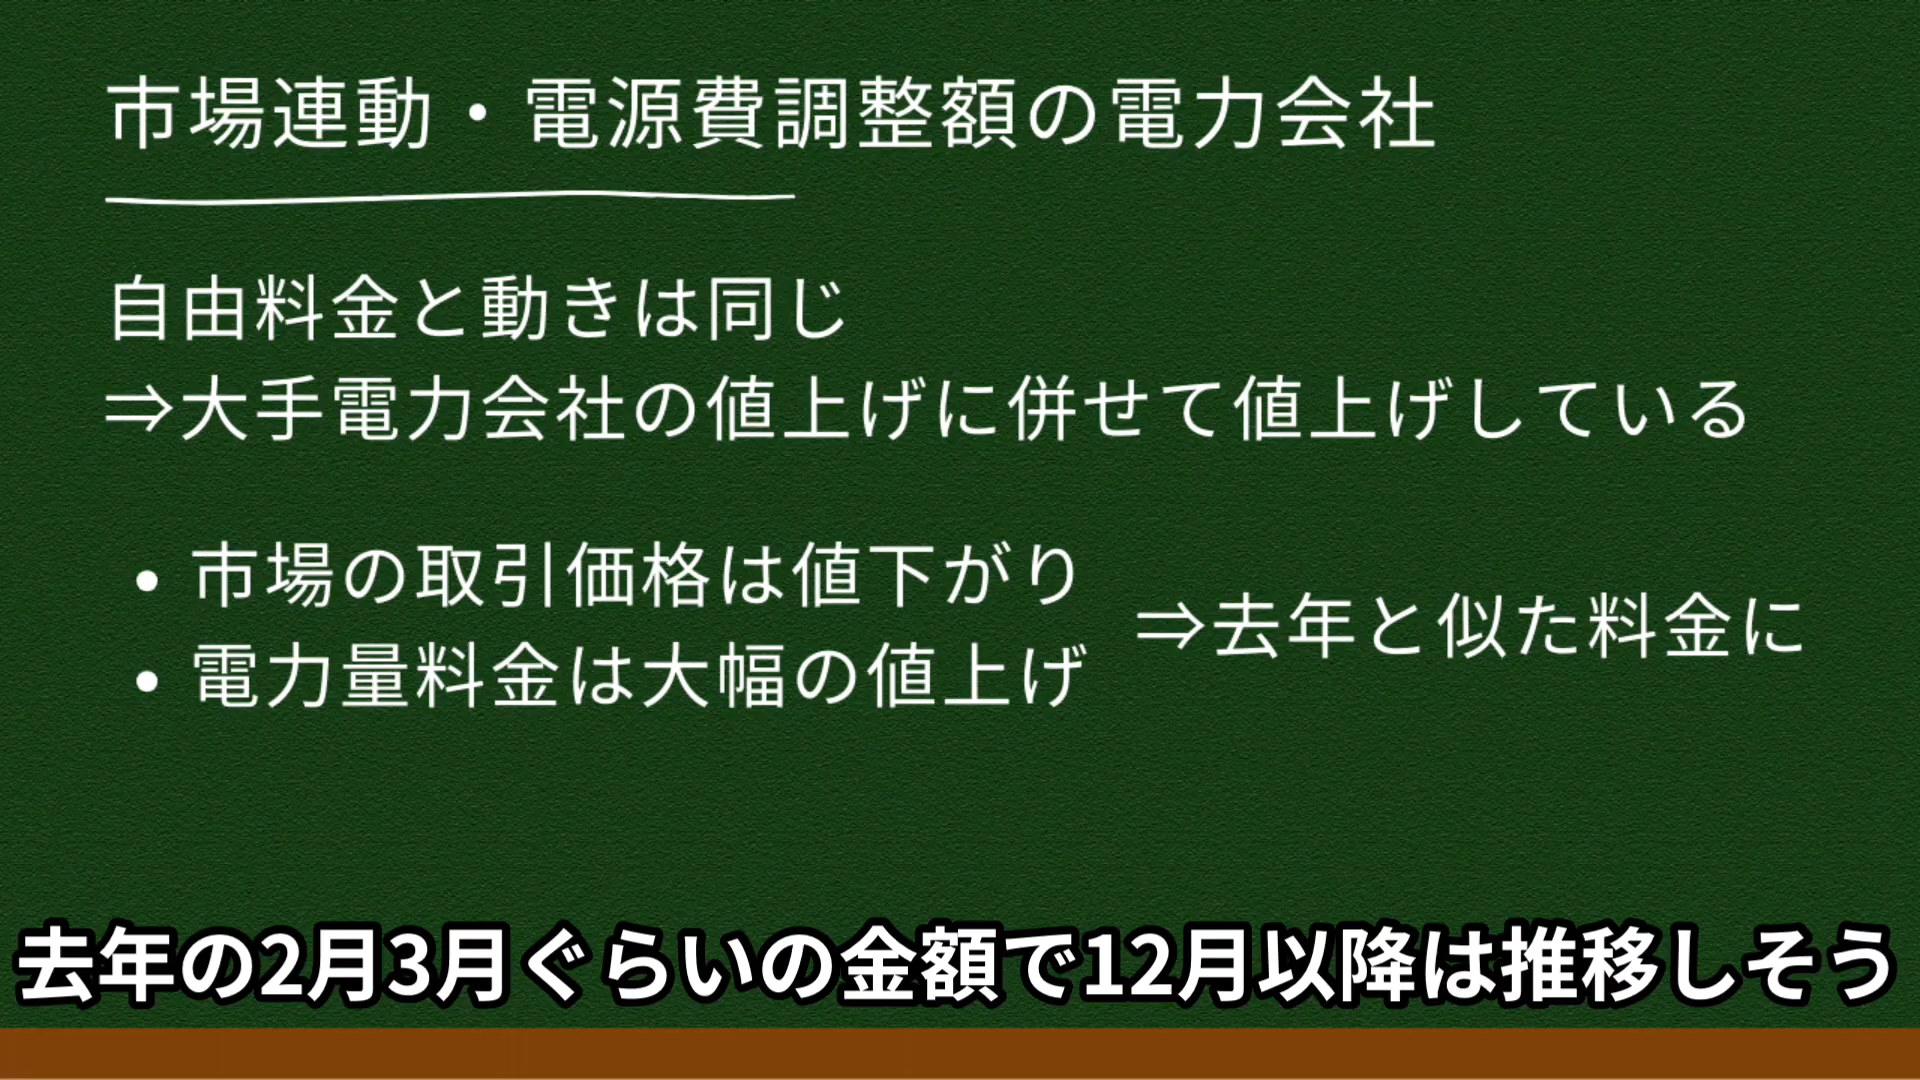 市場連動・電源費調整額の電力会社
自由料金と動きは同じ
⇒大手電力会社の値上げに併せて値上げしている
• 市場の取引価格は値下がり
• 電力量料金は大幅の値上げ
⇒去年と似た料金に
去年の2月3月ぐらいの金額で12月以降は推移しそう